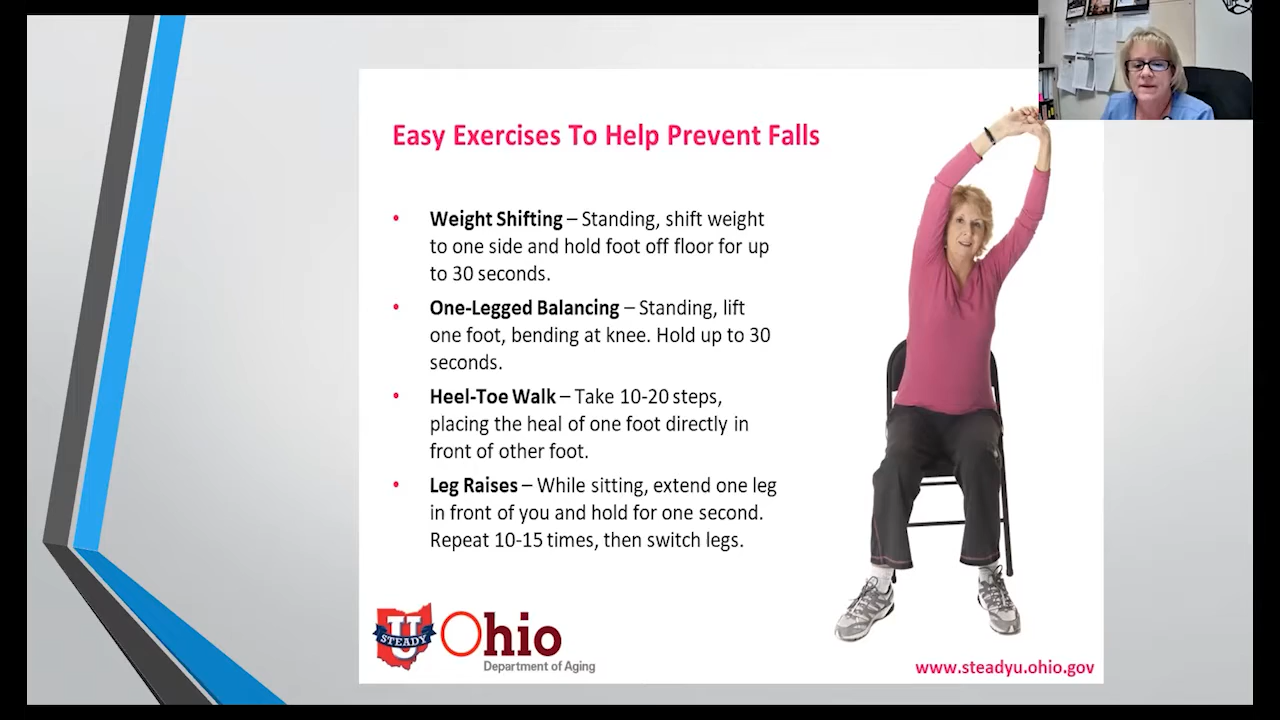 Easy Exercises To Help Prevent Falls
• Weight Shifting – Standing, shift weight
to one side and hold foot off floor for up
to 30 seconds.
• One-Legged Balancing – Standing, lift
one foot, bending at knee. Hold up to 30
seconds.
• Heel-Toe Walk – Take 10-20 steps,
placing the heal of one foot directly in
front of other foot.
• Leg Raises – While sitting, extend one leg
in front of you and hold for one second.
Repeat 10-15 times, then switch legs.
STEADY
U
Ohio
Department of Aging
www.steadyu.ohio.gov